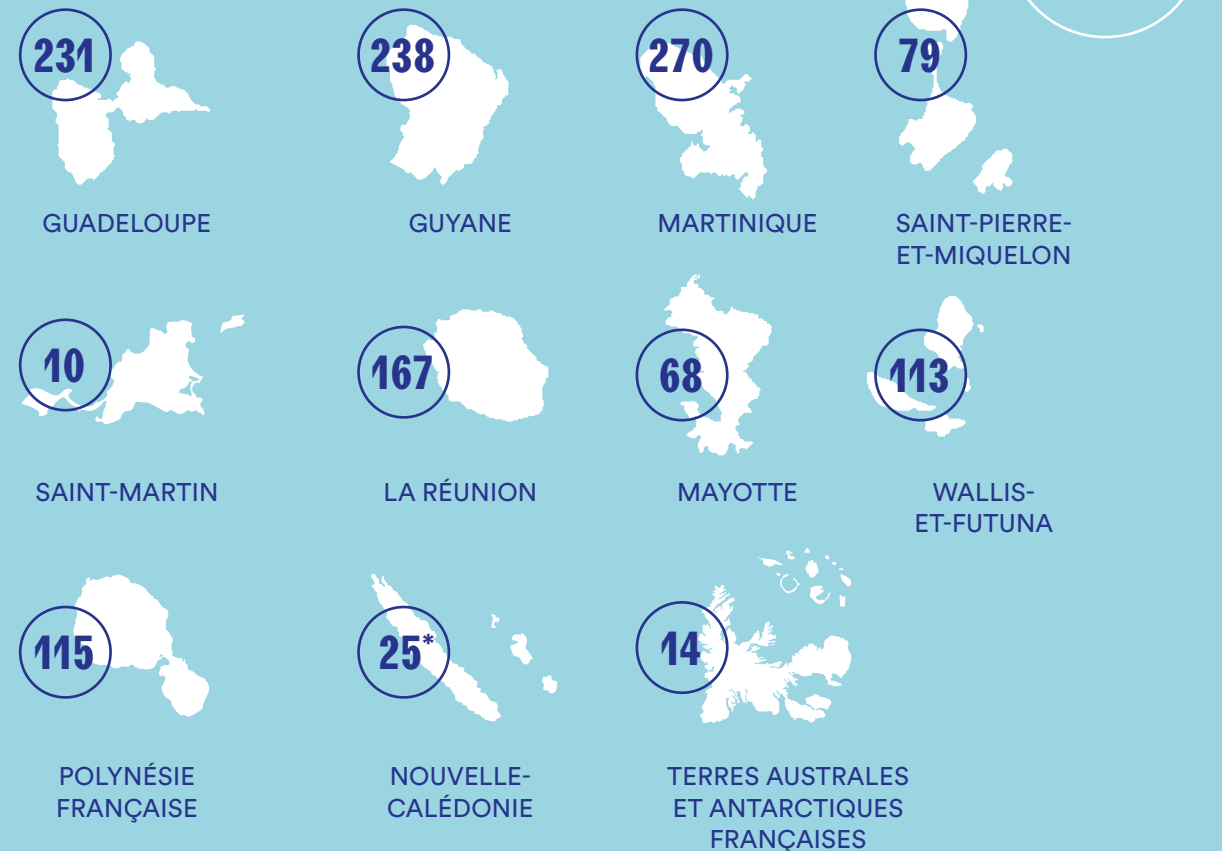 231
GUADELOUPE
238
GUYANE
270
MARTINIQUE
79
SAINT-PIERRE-
ET-MIQUELON
10
SAINT-MARTIN
167
LA RÉUNION
68
MAYOTTE
113
WALLIS-
ET-FUTUNA
115
POLYNÉSIE
FRANÇAISE
25*
NOUVELLE-
CALÉDONIE
14
TERRES AUSTRALES
ET ANTARCTIQUES
FRANÇAISES